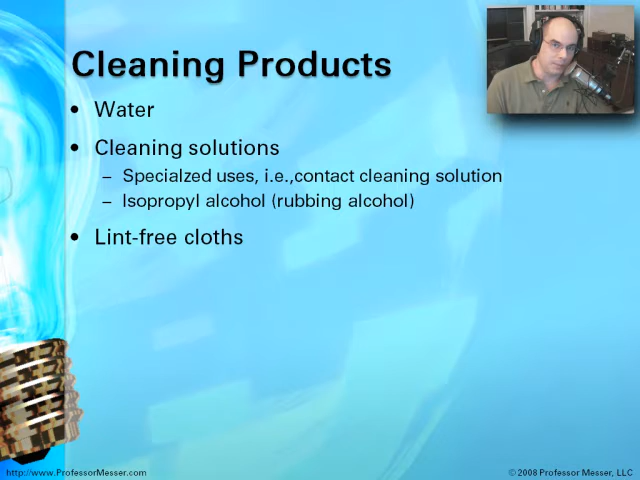 Cleaning Products
• Water
• Cleaning solutions
– Specialzed uses, i.e.,contact cleaning solution
– Isopropyl alcohol (rubbing alcohol)
• Lint-free cloths
http://www.ProfessorMesser.com
© 2008 Professor Messer, LLC